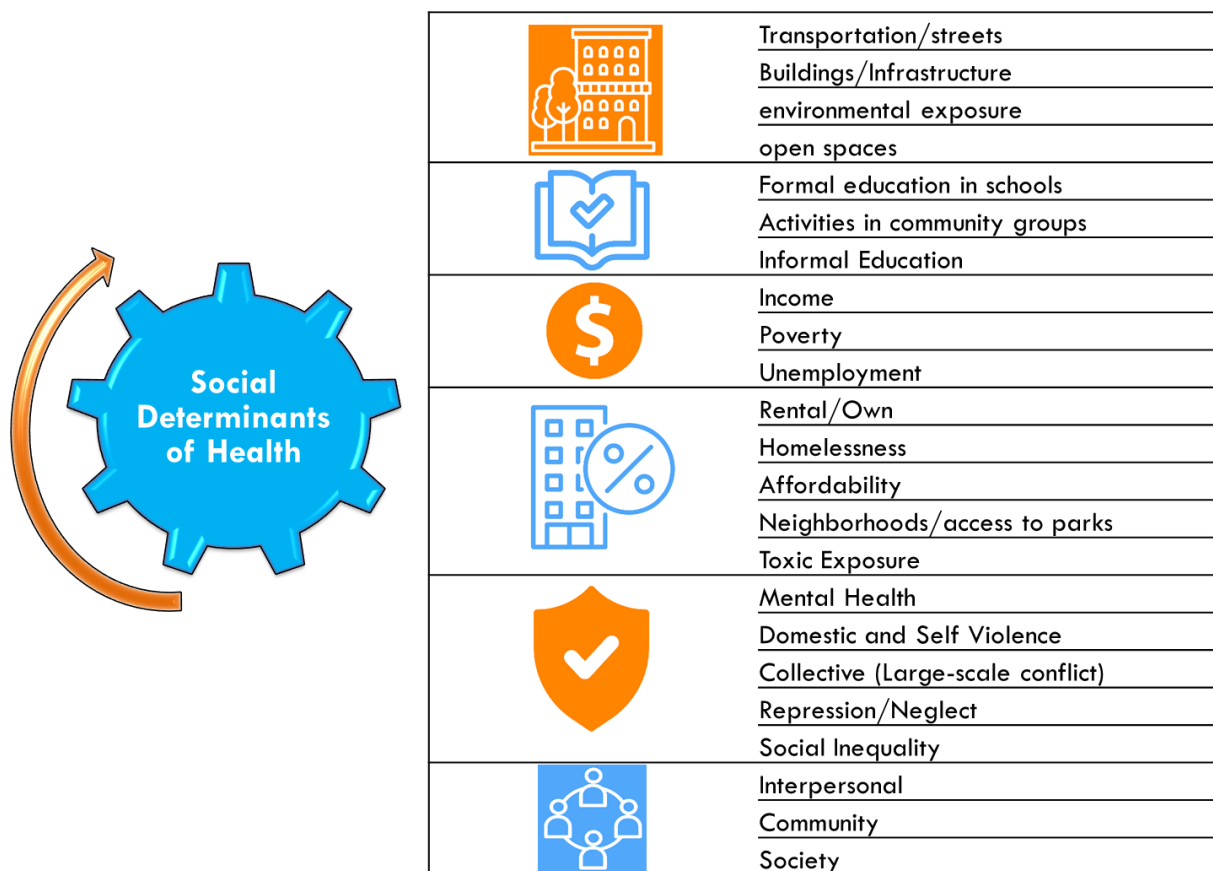 Social
Determinants
of Health
Transportation/streets
Buildings/Infrastructure
environmental exposure
open spaces
Formal education in schools
Activities in community groups
Informal Education
$
Income
Poverty
Unemployment
%
Rental/Own
Homelessness
Affordability
Neighborhoods/access to parks
Toxic Exposure
Mental Health
Domestic and Self Violence
Collective (Large-scale conflict)
Repression/Neglect
Social Inequality
Interpersonal
Community
Society